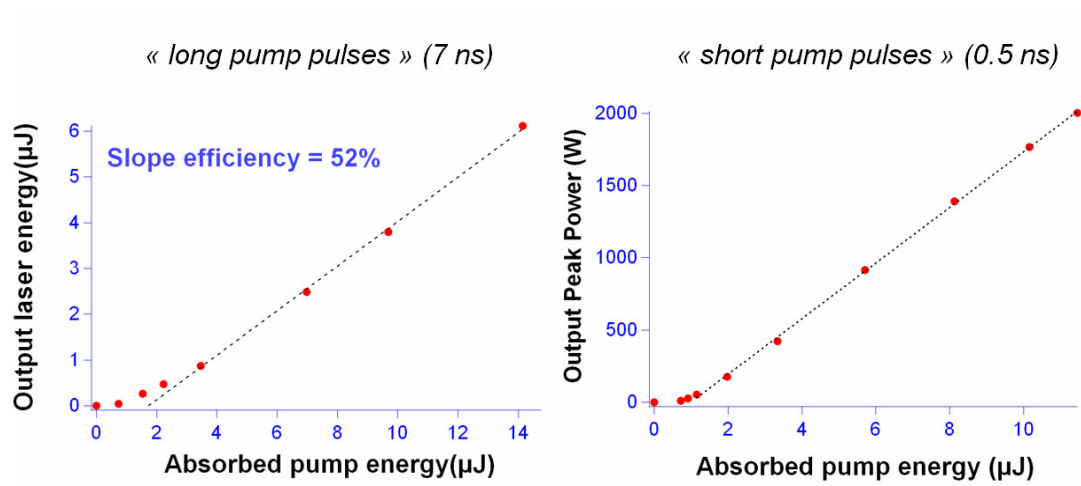 « long pump pulses » (7 ns)
Output laser energy(µJ)
Slope efficiency = 52%
6
5
4
3
2
1
0
0 2 4 6 8 10 12 14
Absorbed pump energy(µJ)
« short pump pulses » (0.5 ns)
Output Peak Power (W)
2000
1500
1000
500
0
0 2 4 6 8 10
Absorbed pump energy (µJ)